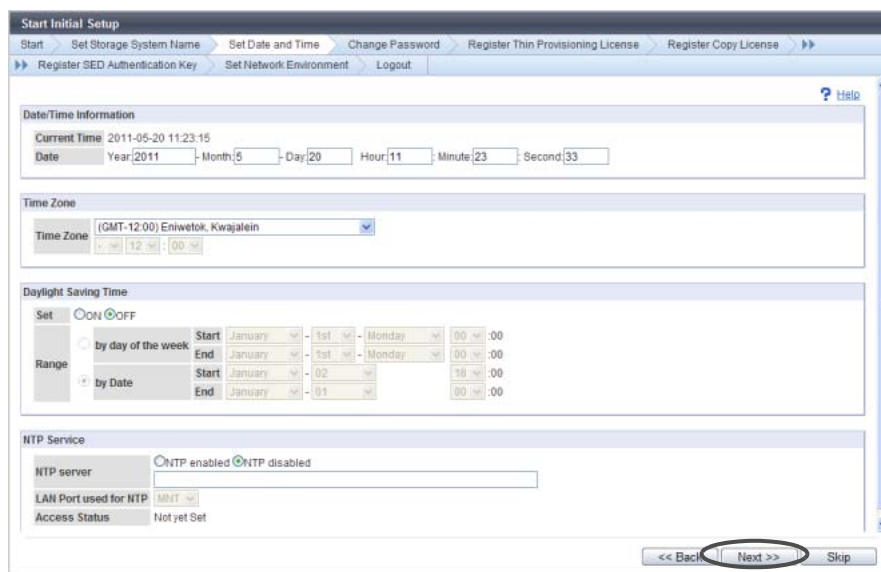 Start Initial Setup
Start Set Storage System Name Set Date and Time Change Password Register Thin Provisioning License Register Copy License
Register SED Authentication Key Set Network Environment Logout
? Help
Date/Time Information
Current Time 2011-05-20 11:23:15
Date Year:2011 - Month:5 - Day:20 Hour:11 : Minute:23 : Second:33
Time Zone
Time Zone (GMT-12:00) Eniwetok, Kwajalein
- 12 : 00
Daylight Saving Time
Set ON OFF
Range by day of the week Start January - 1st - Monday 00 :00
End January - 1st - Monday 00 :00
by Date Start January - 02 18 :00
End January - 01 00 :00
NTP Service
NTP server NTP enabled NTP disabled
LAN Port used for NTP MNT
Access Status Not yet Set
<< Back Next >> Skip